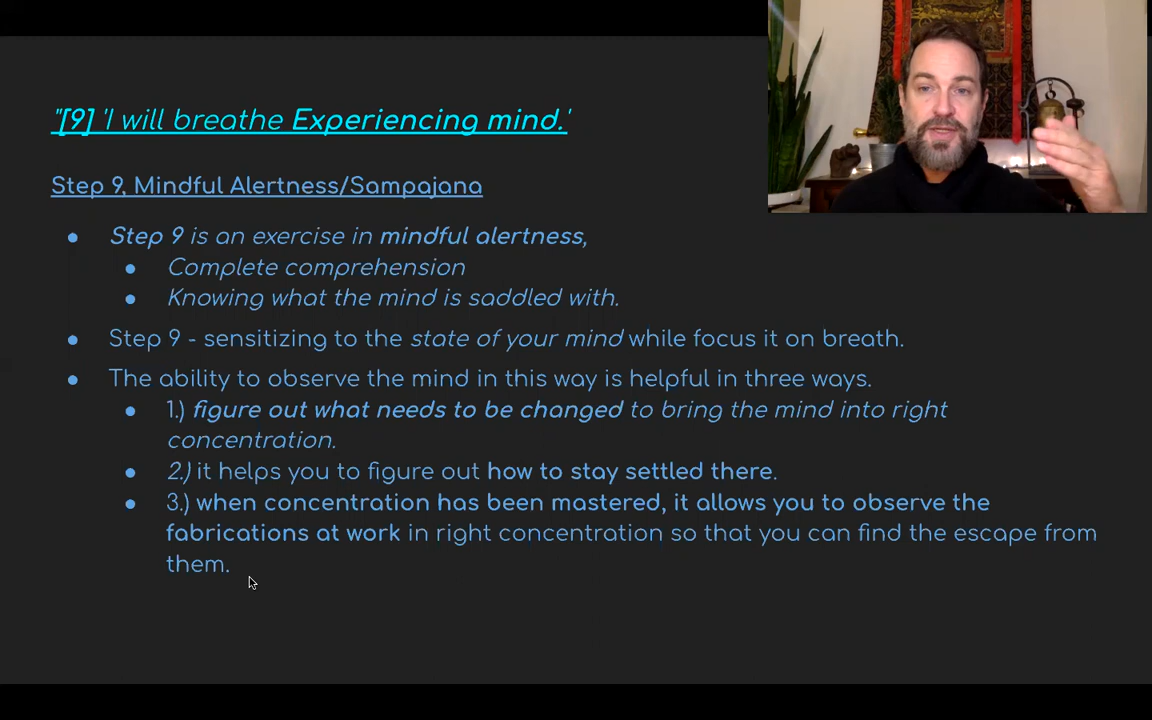 "[9] 'I will breathe Experiencing mind.'
Step 9, Mindful Alertness/Sampajana
● Step 9 is an exercise in mindful alertness,
● Complete comprehension
● Knowing what the mind is saddled with.
● Step 9 - sensitizing to the state of your mind while focus it on breath.
● The ability to observe the mind in this way is helpful in three ways.
● 1.) figure out what needs to be changed to bring the mind into right
concentration.
● 2.) it helps you to figure out how to stay settled there.
● 3.) when concentration has been mastered, it allows you to observe the
fabrications at work in right concentration so that you can find the escape from
them.